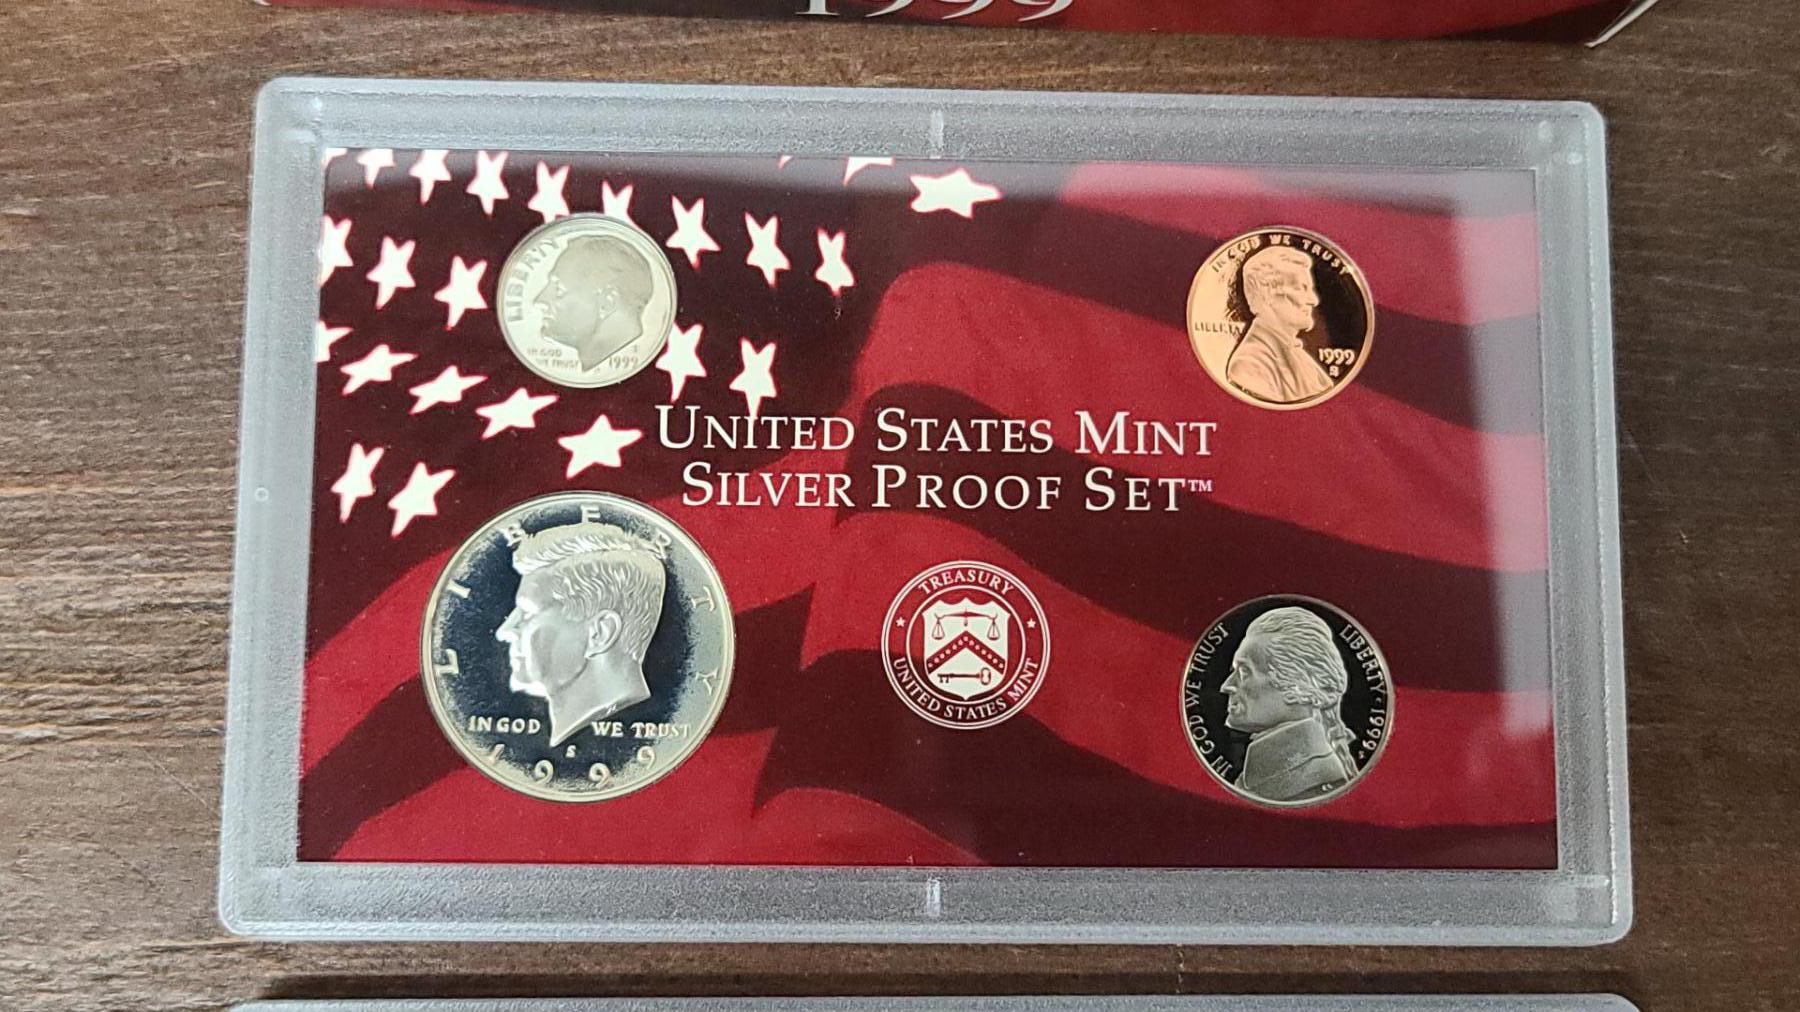 1999
LIBERTY
IN GOD
WE TRUST
S
1999
IN GOD WE TRUST
LIBERTY
1999
S
UNITED STATES MINT
SILVER PROOF SET™
LIBERTY
IN GOD WE TRUST
S
1999
TREASURY
UNITED STATES MINT
IN GOD WE TRUST
LIBERTY·1999
S